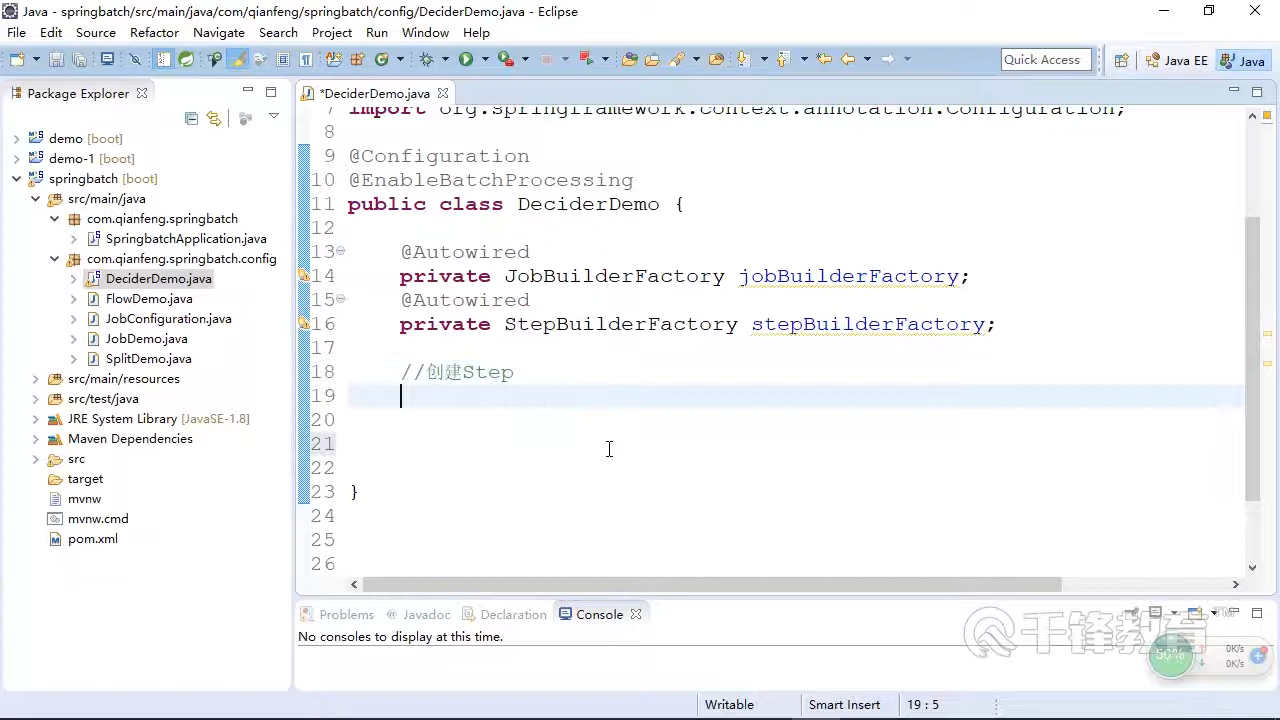 Java - springbatch/src/main/java/com/qianfeng/springbatch/config/DeciderDemo.java - Eclipse
File Edit Source Refactor Navigate Search Project Run Window Help
Quick Access
Java EE
Java
Package Explorer
*DeciderDemo.java
demo [boot]
demo-1 [boot]
springbatch [boot]
src/main/java
com.qianfeng.springbatch
SpringbatchApplication.java
com.qianfeng.springbatch.config
DeciderDemo.java
FlowDemo.java
JobConfiguration.java
JobDemo.java
SplitDemo.java
src/main/resources
src/test/java
JRE System Library [JavaSE-1.8]
Maven Dependencies
src
target
mvnw
mvnw.cmd
pom.xml
7 import org.springframework.context.annotation.Configuration;
8
9 @Configuration
10 @EnableBatchProcessing
11 public class DeciderDemo {
12
13 @Autowired
14 private JobBuilderFactory jobBuilderFactory;
15 @Autowired
16 private StepBuilderFactory stepBuilderFactory;
17
18 //创建Step
19
20
21
22
23 }
24
25
26
Problems @ Javadoc Declaration Console
No consoles to display at this time.
千锋教育
56%
0K/s
0K/s
Writable
Smart Insert
19 : 5